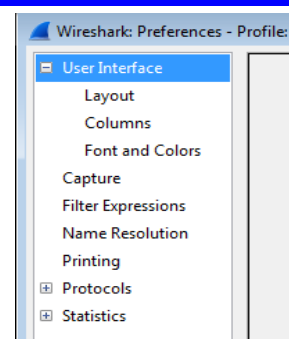 Wireshark: Preferences - Profile:
User Interface
Layout
Columns
Font and Colors
Capture
Filter Expressions
Name Resolution
Printing
Protocols
Statistics